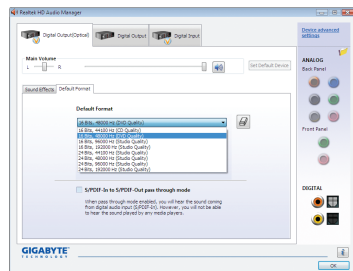 Realtek HD Audio Manager
Digital Output(Optical)
Digital Output
Digital Input
Device advanced settings
Main Volume
L
R
Set Default Device
ANALOG
Back Panel
Sound Effects
Default Format
Default Format
16 Bits, 48000 Hz (DVD Quality)
16 Bits, 44100 Hz (CD Quality)
16 Bits, 48000 Hz (DVD Quality)
16 Bits, 96000 Hz (Studio Quality)
16 Bits, 192000 Hz (Studio Quality)
24 Bits, 44100 Hz (Studio Quality)
24 Bits, 48000 Hz (Studio Quality)
24 Bits, 96000 Hz (Studio Quality)
24 Bits, 192000 Hz (Studio Quality)
Front Panel
S/PDIF-In to S/PDIF-Out pass through mode
When pass through mode enabled, you will hear the sound coming
from digital audio input (S/PDIF-In). However, you will not be able
to hear the sound played by any media players.
DIGITAL
GIGABYTE
TECHNOLOGY
OK